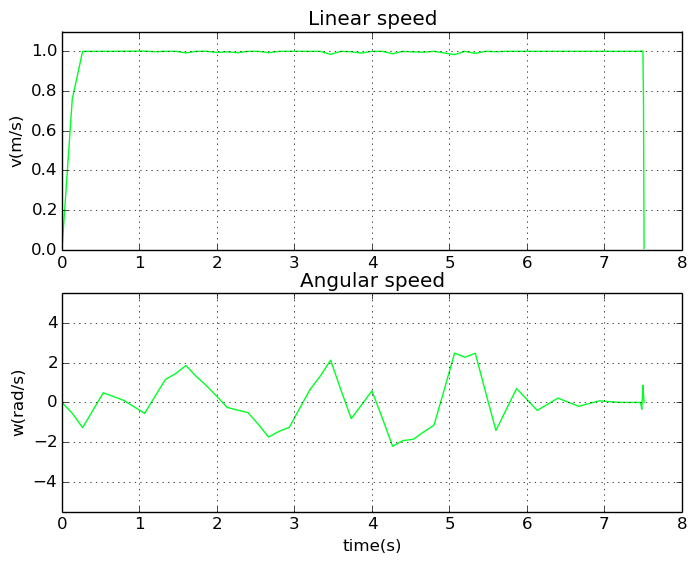 Linear speed
1.0
0.8
0.6
0.4
0.2
0.0
v(m/s)
0 1 2 3 4 5 6 7 8
Angular speed
4
2
0
−2
−4
w(rad/s)
0 1 2 3 4 5 6 7 8
time(s)